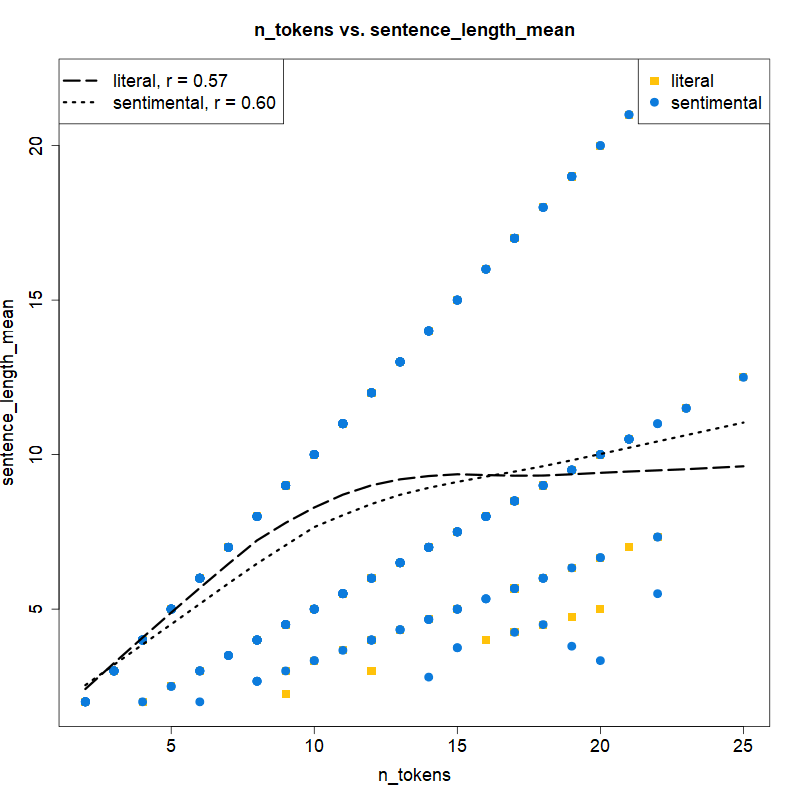 n_tokens vs. sentence_length_mean
literal, r = 0.57
sentimental, r = 0.60
literal
sentimental
sentence_length_mean
20
15
10
5
5 10 15 20 25
n_tokens